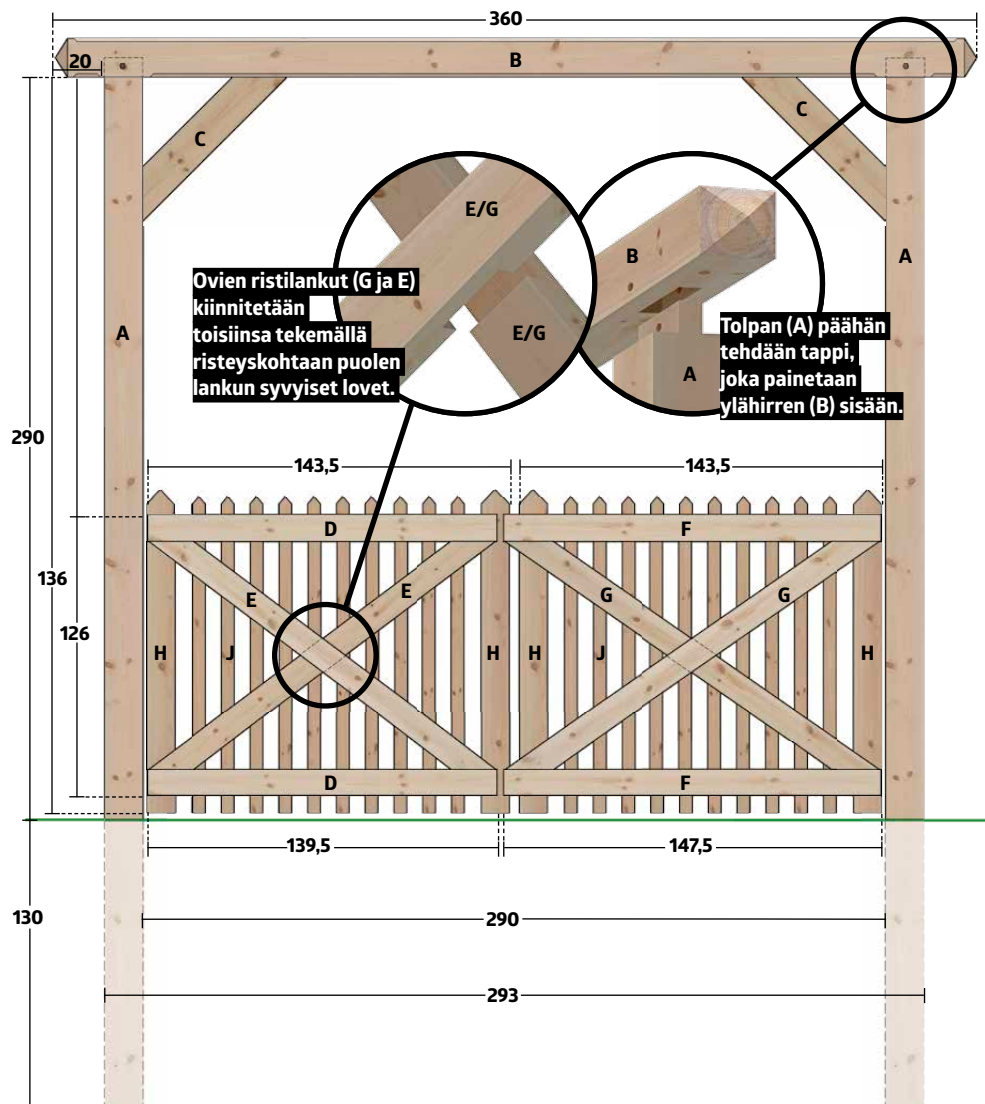 360
20
B
C
C
E/G
B
E/G
A
A
A
Ovien ristilankut (G ja E)
kiinnitetään
toisiinsa tekemällä
risteyskohtaan puolen
lankun syvyiset lovet.
Tolpan (A) päähän
tehdään tappi,
joka painetaan
ylähirren (B) sisään.
290
143,5
143,5
D
F
136
E
E
G
G
126
H
J
H
H
J
H
D
F
139,5
147,5
130
290
293